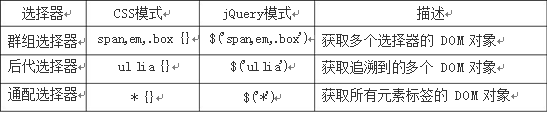 选择器 CSS模式 jQuery模式 描述
群组选择器 span,em,.box {} $('span,em,.box') 获取多个选择器的 DOM 对象
后代选择器 ul li a {} $('ul li a') 获取追溯到的多个 DOM 对象
通配选择器 * {} $('*') 获取所有元素标签的 DOM 对象